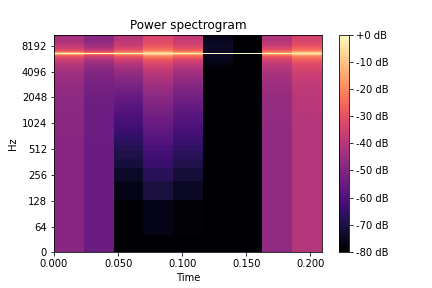 Power spectrogram
Hz
8192
4096
2048
1024
512
256
128
64
0
0.000 0.050 0.100 0.150 0.200
Time
+0 dB
-10 dB
-20 dB
-30 dB
-40 dB
-50 dB
-60 dB
-70 dB
-80 dB